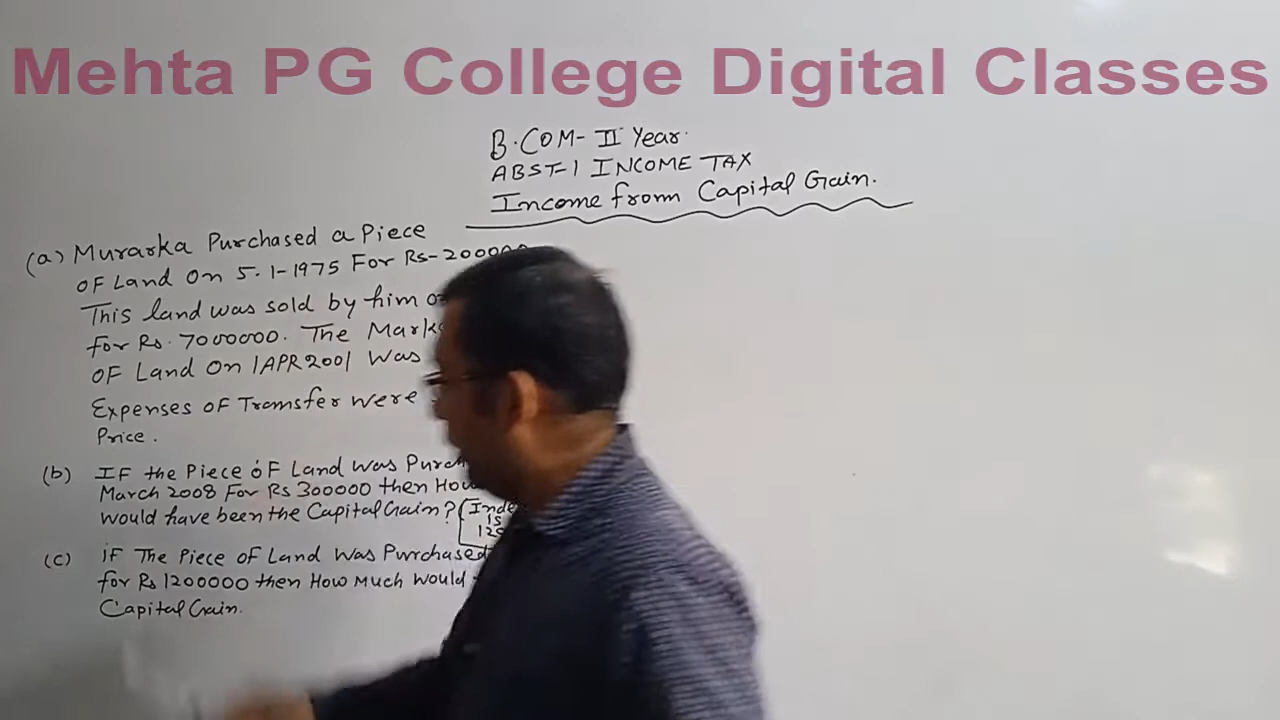 Mehta PG College Digital Classes
B.COM- II Year.
ABST-1 INCOME TAX
Income from Capital Gain.
(a) Murarka Purchased a Piece
OF Land On 5.1-1975 For Rs-200000
This land was sold by him
for Rs. 7000000. The
OF Land On 1APR2001 Was
Expenses of Transfer were
Price.
(b) IF the Piece OF Land was
March 2008 For Rs 300000 then
would have been the Capital Gain?
(c) IF The Piece OF Land Was Purchased
for Rs 1200000 then How Much Would
Capital Gain.